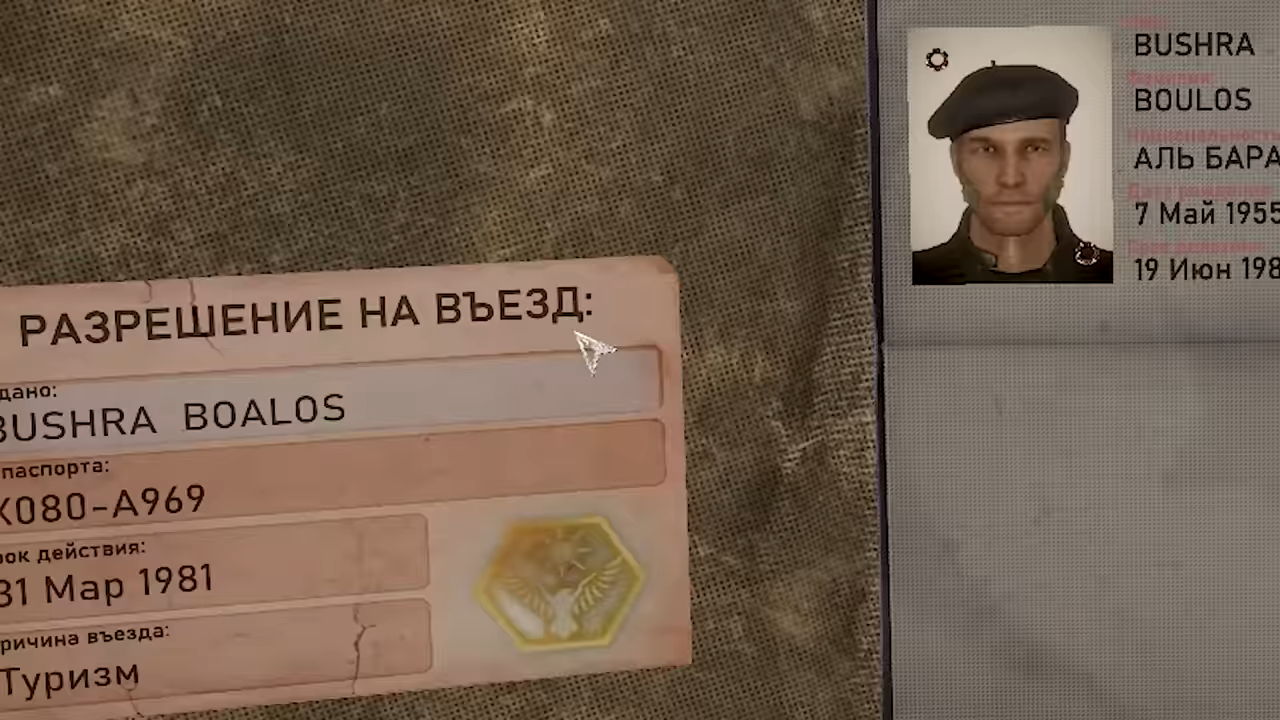 РАЗРЕШЕНИЕ НА ВЪЕЗД:
дано:
BUSHRA BOALOS
паспорта:
X080-A969
рок действия:
31 Мар 1981
ричина въезда:
Туризм
BUSHRA
BOULOS
АЛЬ БАРА
7 Май 1955
19 Июн 198